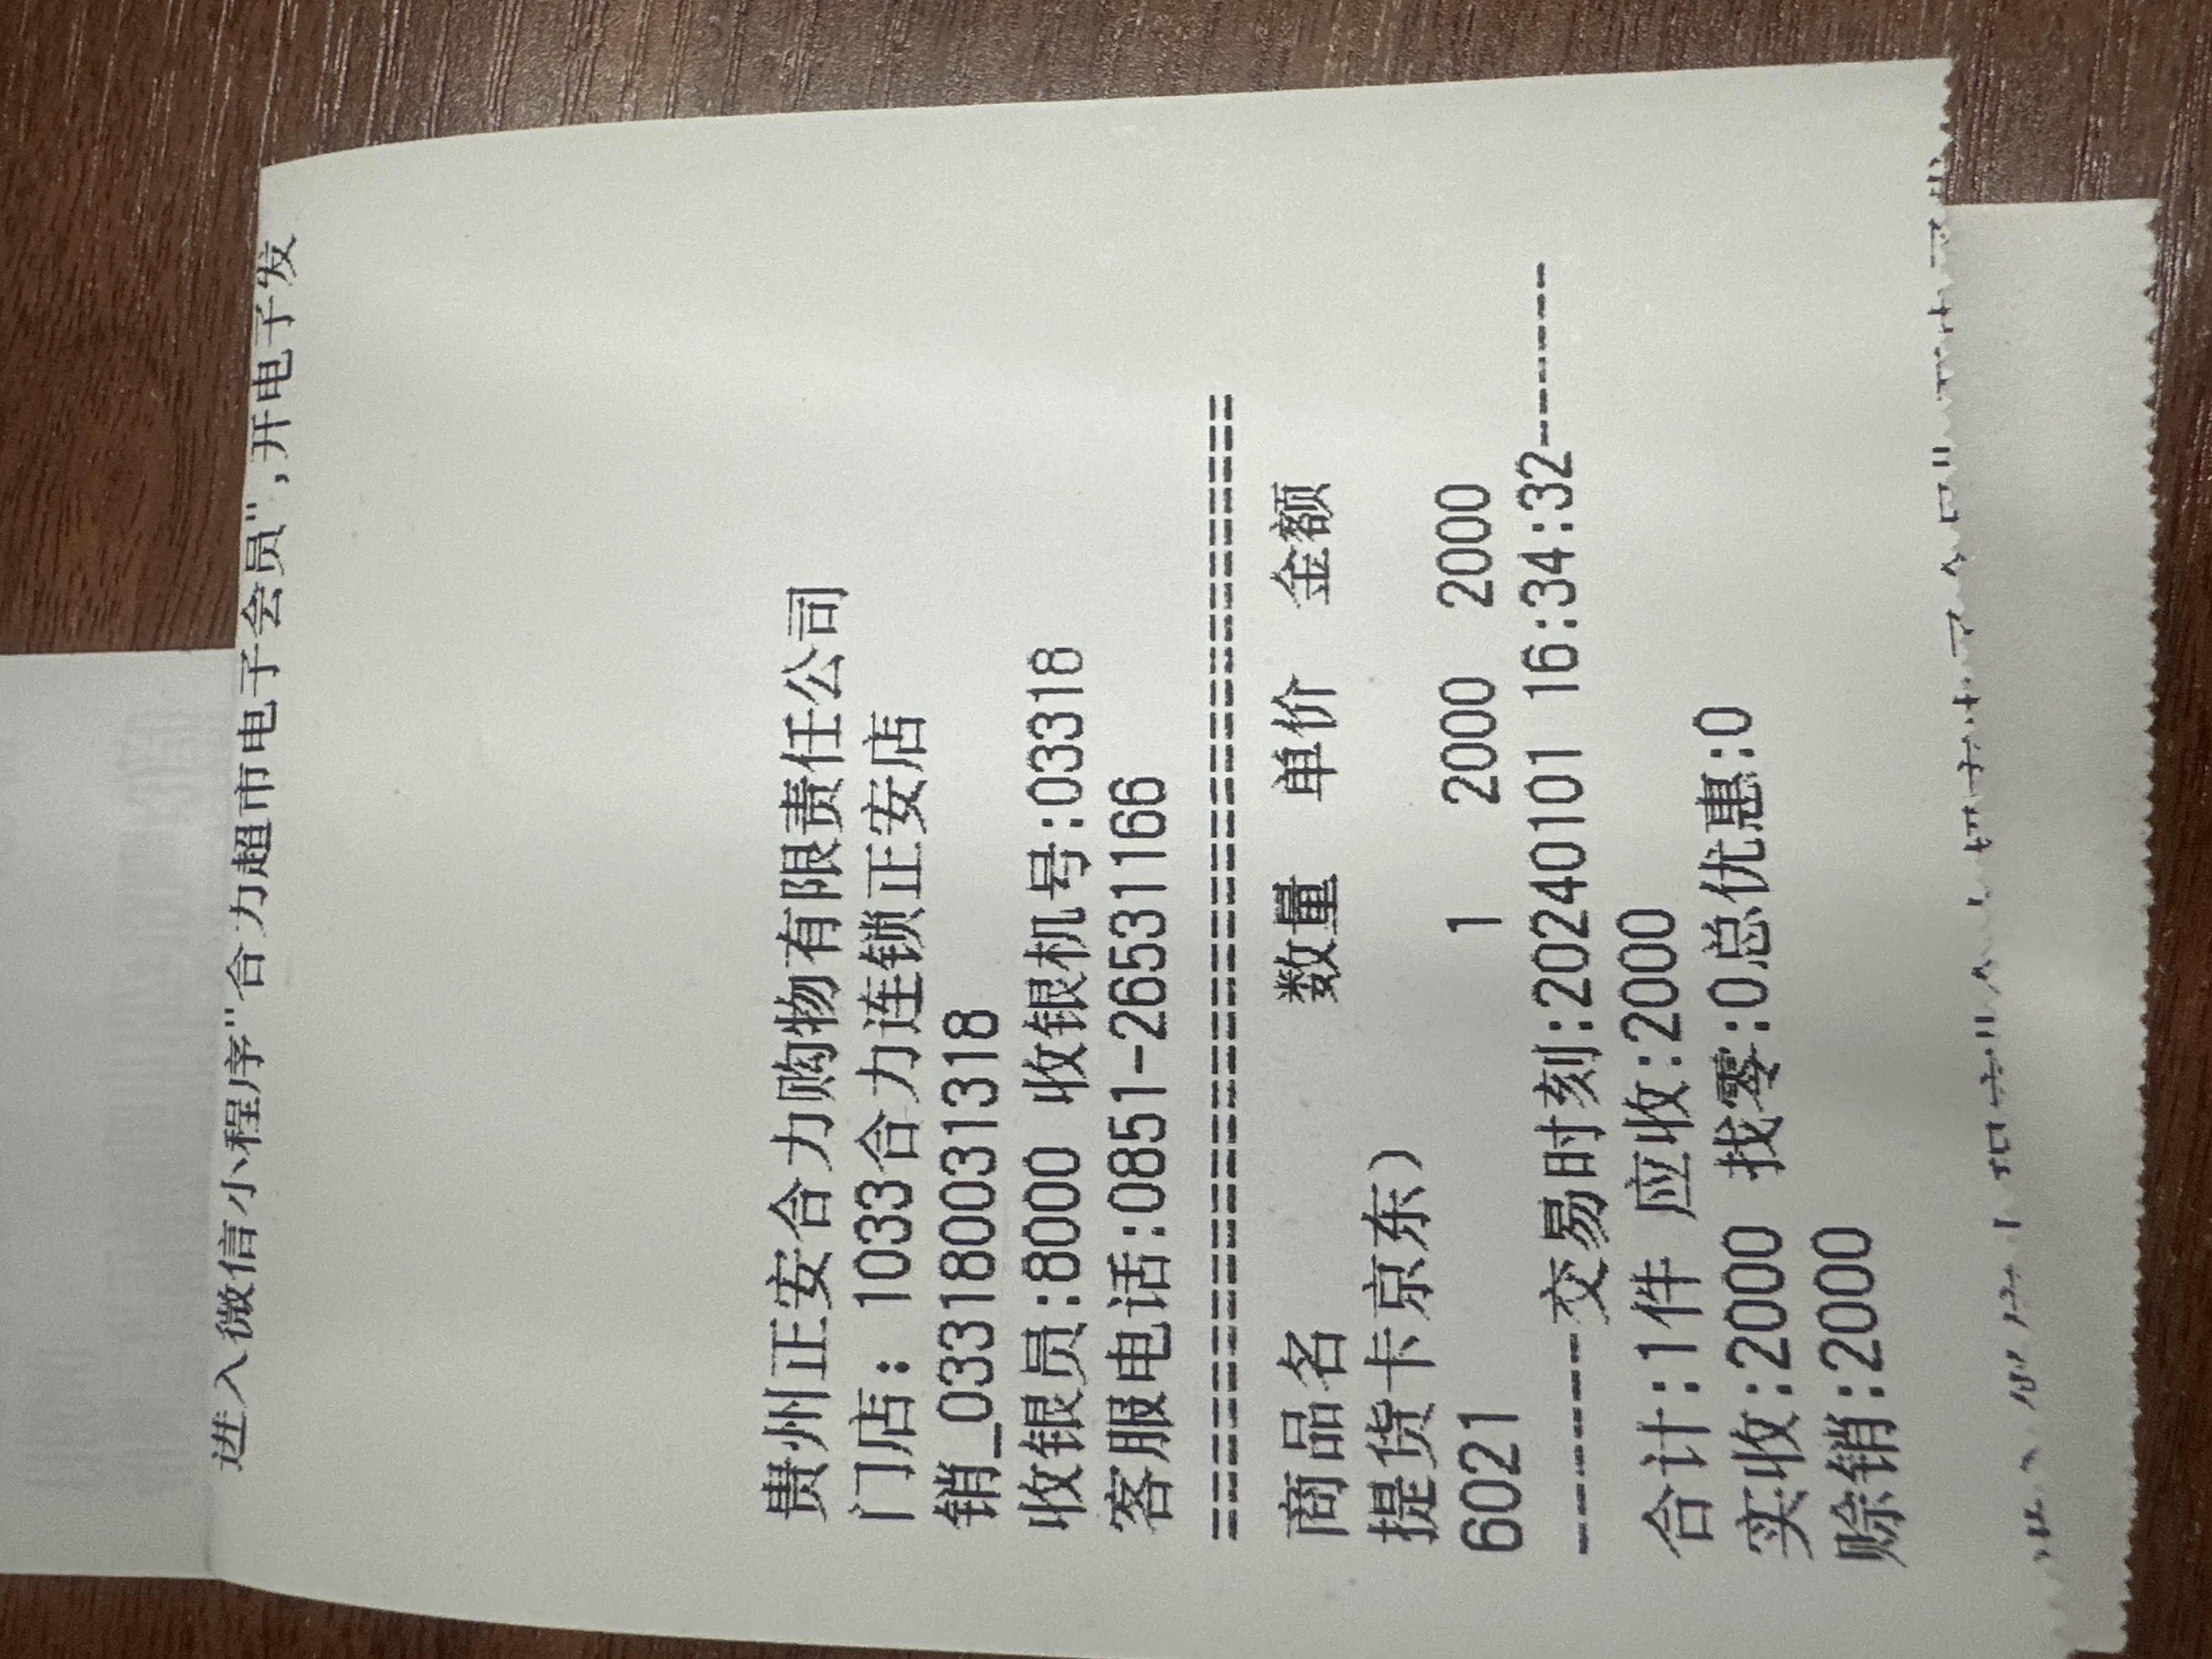 进入微信小程序"合力超市电子会员",开电子发
贵州正安合力购物有限责任公司
门店: 1033合力连锁正安店
销_033180031318
收银员:8000 收银机号:03318
客服电话:0851-26531166
==========================================
商品名 数量 单价 金额
提货卡京东)
6021 1 2000 2000
--------交易时刻:20240101 16:34:32-------
合计:1件 应收:2000
实收:2000 找零:0总优惠:0
赊销:2000